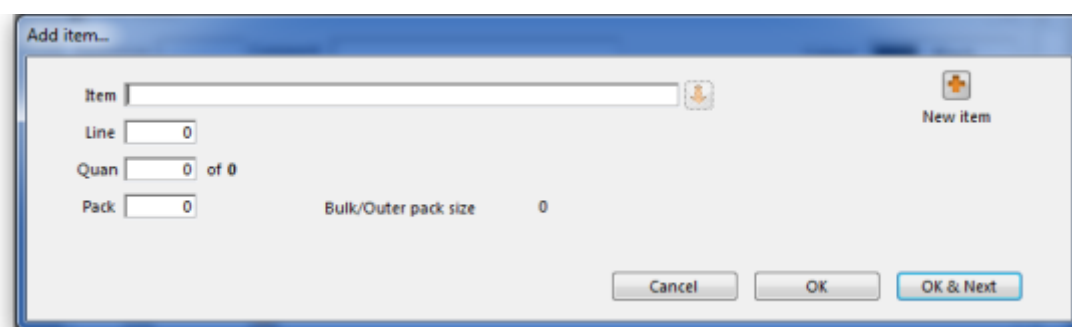 Add item...
Item
New item
Line 0
Quan 0 of 0
Pack 0 Bulk/Outer pack size 0
Cancel OK OK & Next